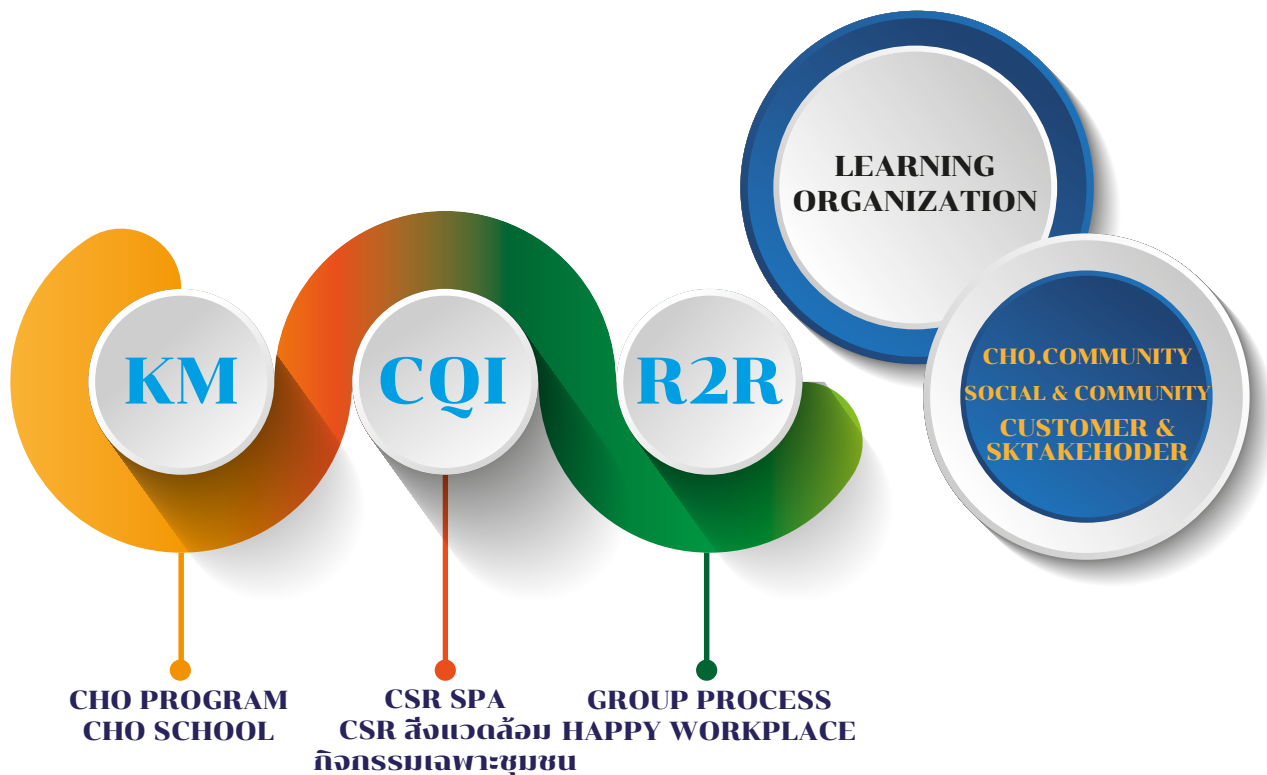 LEARNING
ORGANIZATION
CHO.COMMUNITY
SOCIAL & COMMUNITY
CUSTOMER &
SKTAKEHODER
KM
CQI
R2R
CHO PROGRAM
CHO SCHOOL
CSR SPA
CSR สิ่งแวดล้อม
กิจกรรมเฉพาะชุมชน
GROUP PROCESS
HAPPY WORKPLACE